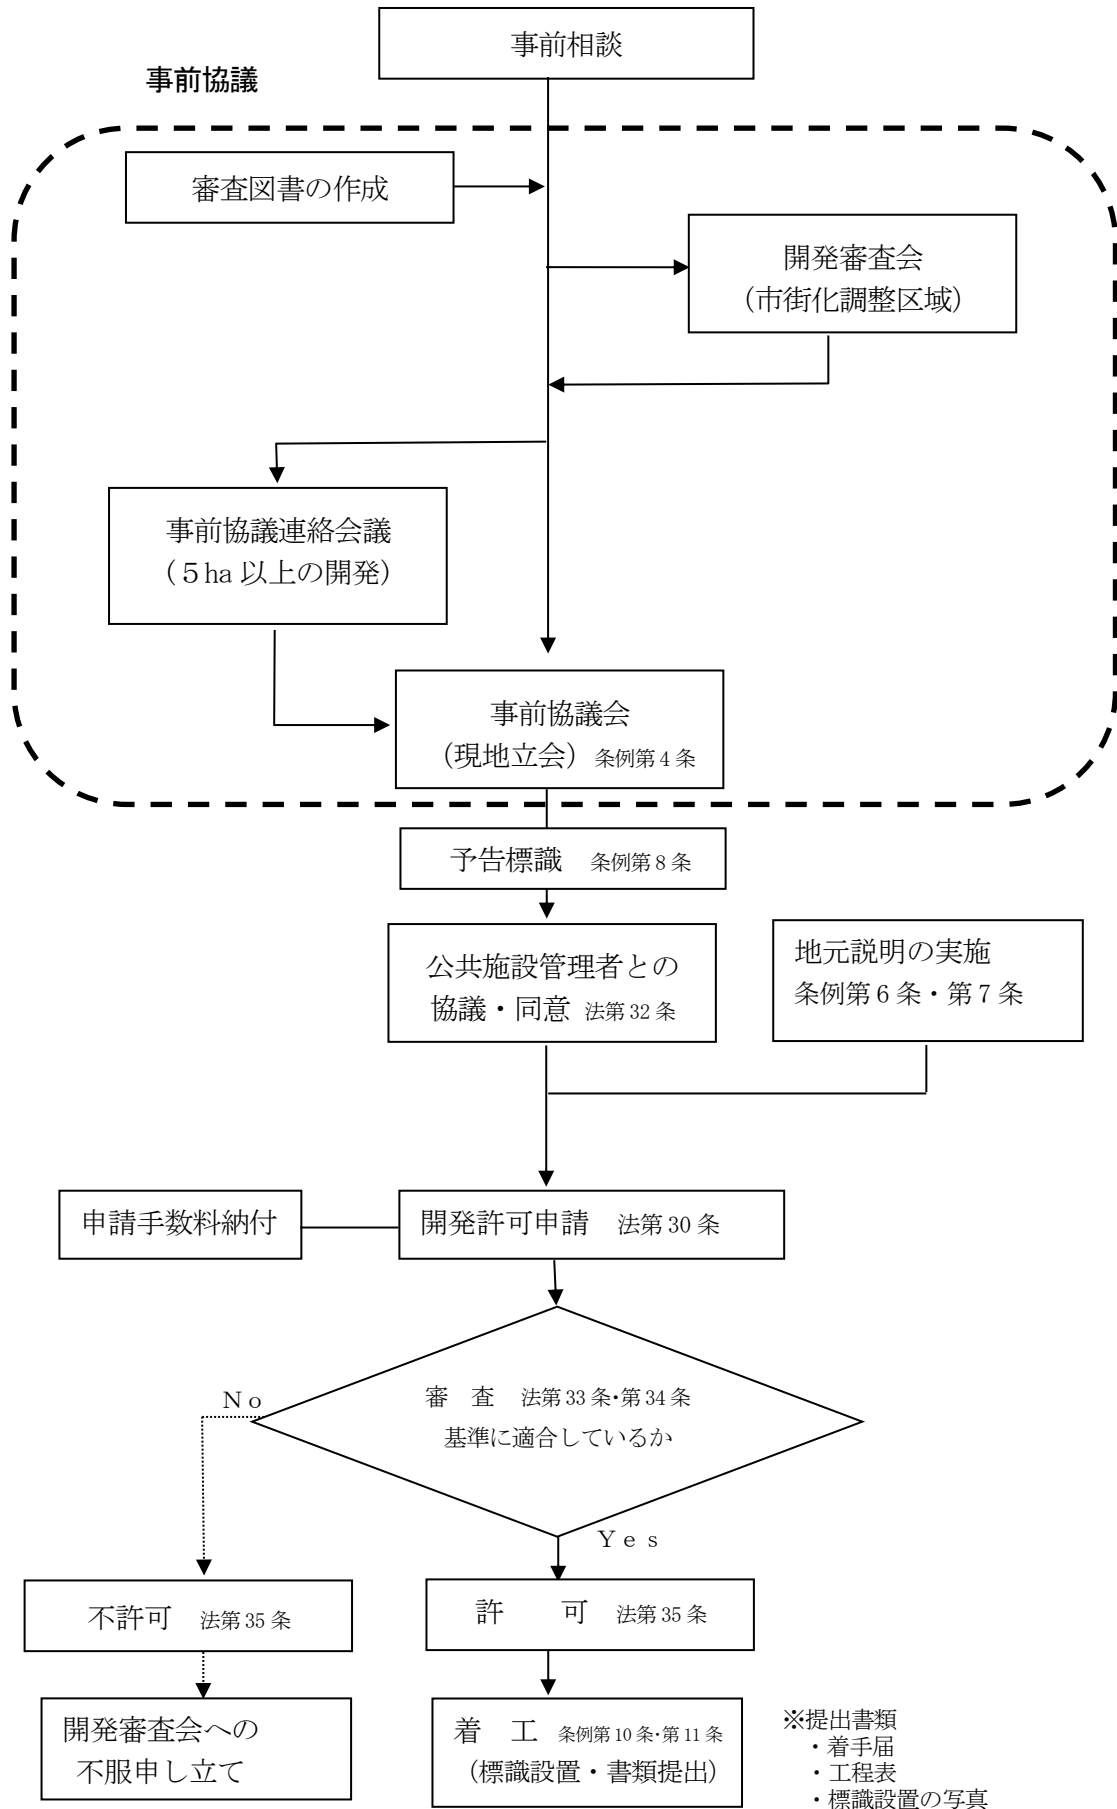 事前相談
事前協議
審査図書の作成
開発審査会
（市街化調整区域）
事前協議連絡会議
（５ha 以上の開発）
事前協議会
（現地立会） 条例第４条
予告標識 条例第８条
公共施設管理者との
協議・同意 法第 32 条
地元説明の実施
条例第６条・第７条
申請手数料納付
開発許可申請 法第 30 条
審 査 法第 33 条・第 34 条
基準に適合しているか
Ｎｏ
Ｙｅｓ
不許可 法第 35 条
許 可 法第 35 条
開発審査会への
不服申し立て
着 工 条例第 10 条・第 11 条
（標識設置・書類提出）
※提出書類
・着手届
・工程表
・標識設置の写真